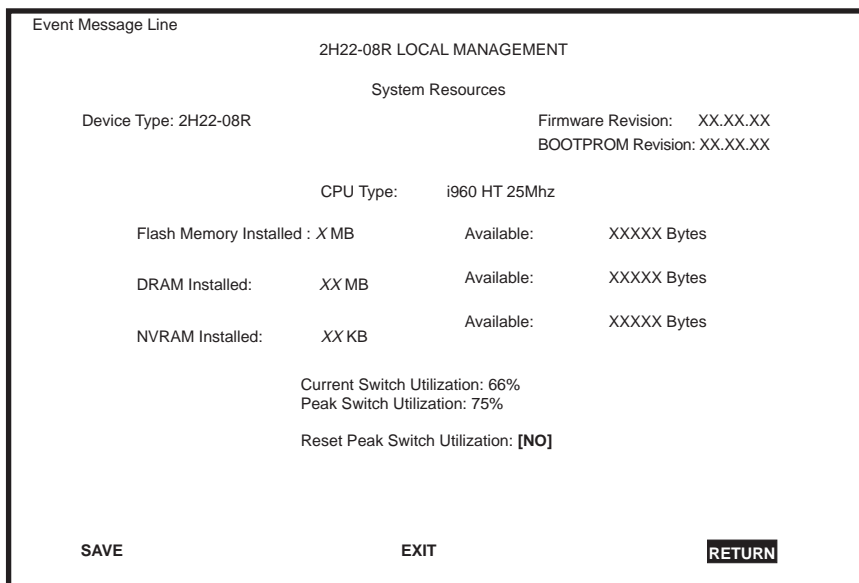 Event Message Line
2H22-08R LOCAL MANAGEMENT
System Resources
Device Type: 2H22-08R Firmware Revision: XX.XX.XX
BOOTPROM Revision: XX.XX.XX
CPU Type: i960 HT 25Mhz
Flash Memory Installed : X MB Available: XXXXX Bytes
DRAM Installed: XX MB Available: XXXXX Bytes
NVRAM Installed: XX KB Available: XXXXX Bytes
Current Switch Utilization: 66%
Peak Switch Utilization: 75%
Reset Peak Switch Utilization: [NO]
SAVE EXIT RETURN